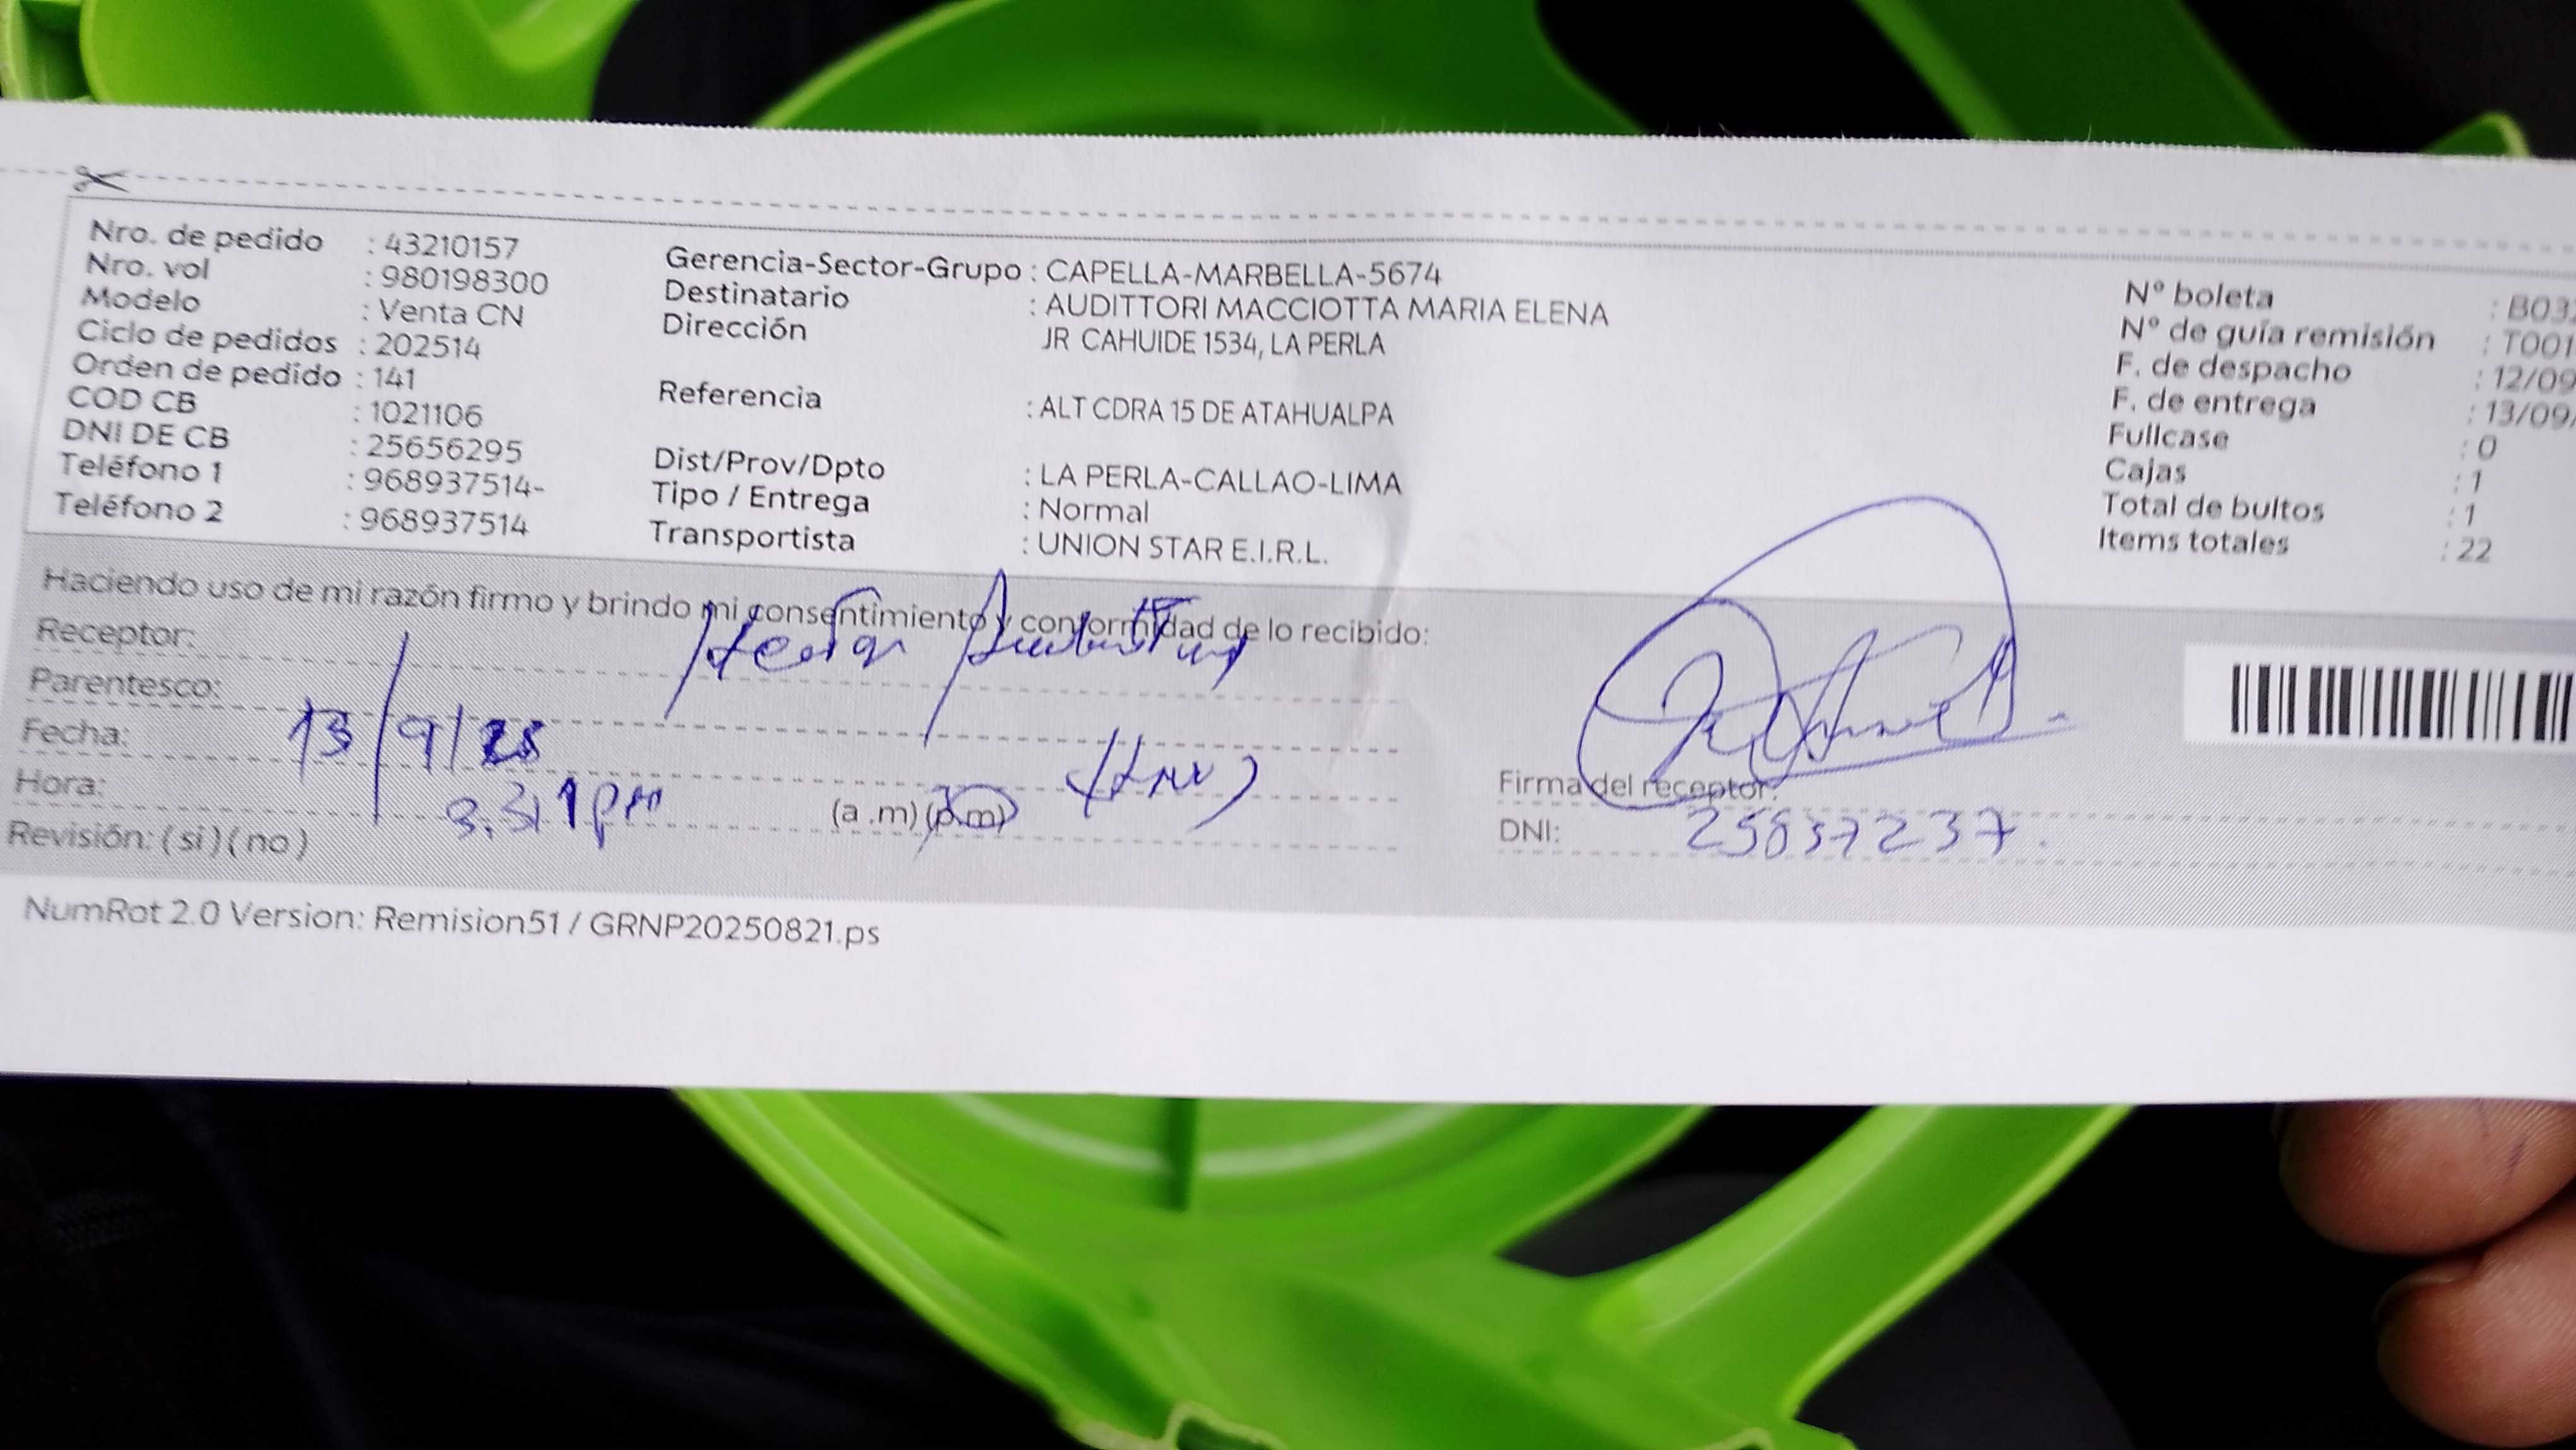 Nro. de pedido : 43210157
Nro. vol : 980198300
Modelo : Venta CN
Ciclo de pedidos : 202514
Orden de pedido : 141
COD CB : 1021106
DNI DE CB : 25656295
Teléfono 1 : 968937514-
Teléfono 2 : 968937514
Gerencia-Sector-Grupo : CAPELLA-MARBELLA-5674
Destinatario : AUDITTORI MACCIOTTA MARIA ELENA
Dirección JR CAHUIDE 1534, LA PERLA
Referencia : ALT CDRA 15 DE ATAHUALPA
Dist/Prov/Dpto : LA PERLA-CALLAO-LIMA
Tipo / Entrega : Normal
Transportista : UNION STAR E.I.R.L.
Nº boleta : B03
Nº de guía remisión : T001
F. de despacho : 12/09
F. de entrega : 13/09/
Fullcase : 0
Cajas : 1
Total de bultos : 1
Items totales : 22
Haciendo uso de mi razón firmo y brindo mi consentimiento y conformidad de lo recibido:
Receptor:
Parentesco:
Fecha: 13/9/25
Hora: 3:31 pm (a .m) (p.m)
Revisión: ( si ) ( no )
Firma del receptor:
DNI: 25837237
NumRot 2.0 Version: Remision51 / GRNP20250821.ps